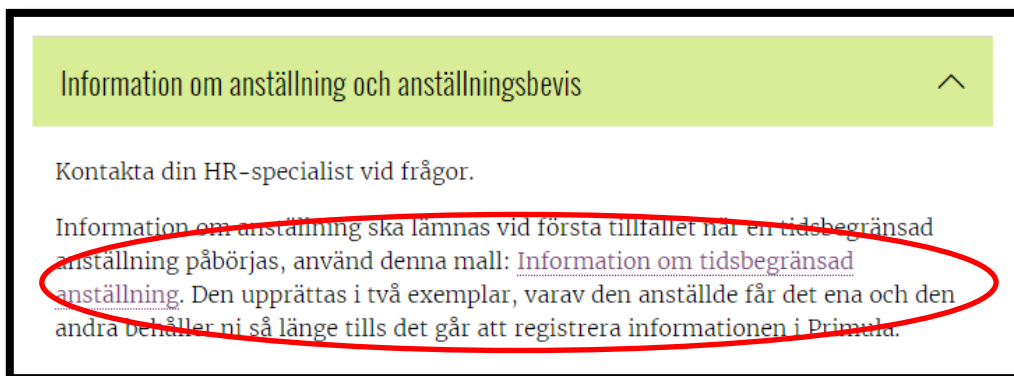 Information om anställning och anställningsbevis
Kontakta din HR-specialist vid frågor.
Information om anställning ska lämnas vid första tillfället när en tidsbegränsad
anställning påbörjas, använd denna mall: Information om tidsbegränsad
anställning. Den upprättas i två exemplar, varav den anställde får det ena och den
andra behåller ni så länge tills det går att registrera informationen i Primula.